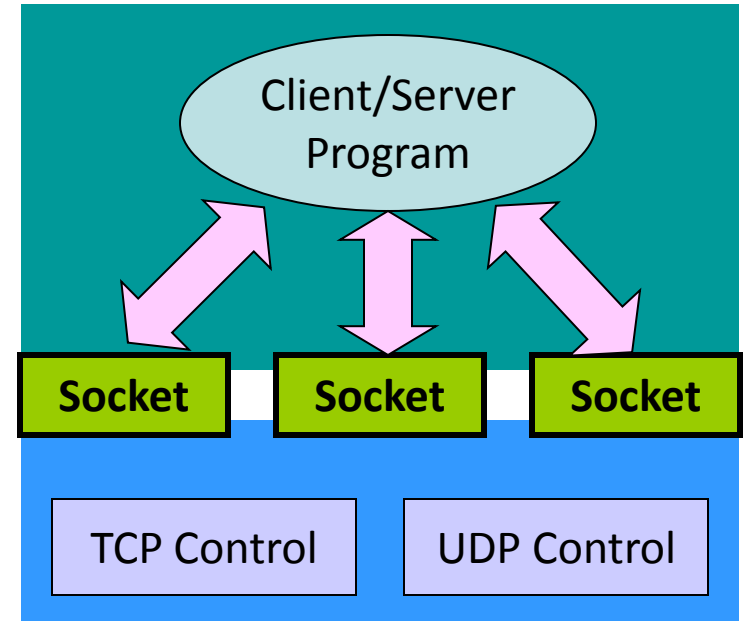 Client/Server
Program
Socket
Socket
Socket
TCP Control
UDP Control